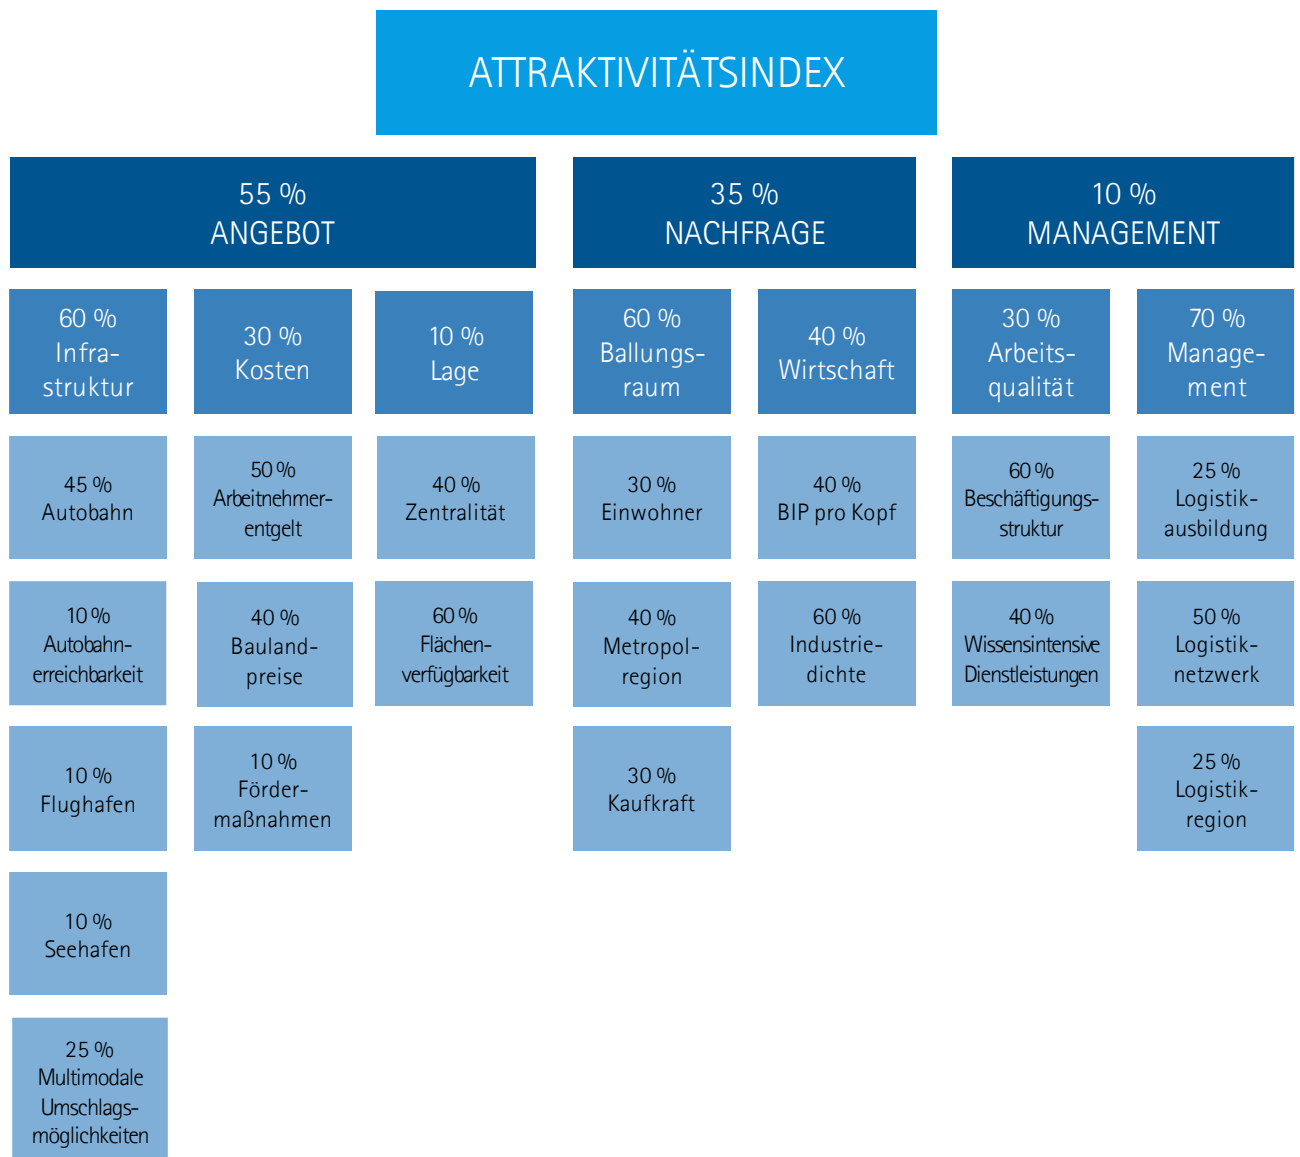 ATTRAKTIVITÄTSINDEX
55 %
ANGEBOT
35 %
NACHFRAGE
10 %
MANAGEMENT
60 %
Infra-
struktur
30 %
Kosten
10 %
Lage
60 %
Ballungs-
raum
40 %
Wirtschaft
30 %
Arbeits-
qualität
70 %
Manage-
ment
45 %
Autobahn
50 %
Arbeitnehmer-
entgelt
40 %
Zentralität
30 %
Einwohner
40 %
BIP pro Kopf
60 %
Beschäftigungs-
struktur
25 %
Logistik-
ausbildung
10 %
Autobahn-
erreichbarkeit
40 %
Bauland-
preise
60 %
Flächen-
verfügbarkeit
40 %
Metropol-
region
60 %
Industrie-
dichte
40 %
Wissensintensive
Dienstleistungen
50 %
Logistik-
netzwerk
10 %
Flughafen
10 %
Förder-
maßnahmen
30 %
Kaufkraft
25 %
Logistik-
region
10 %
Seehafen
25 %
Multimodale
Umschlags-
möglichkeiten